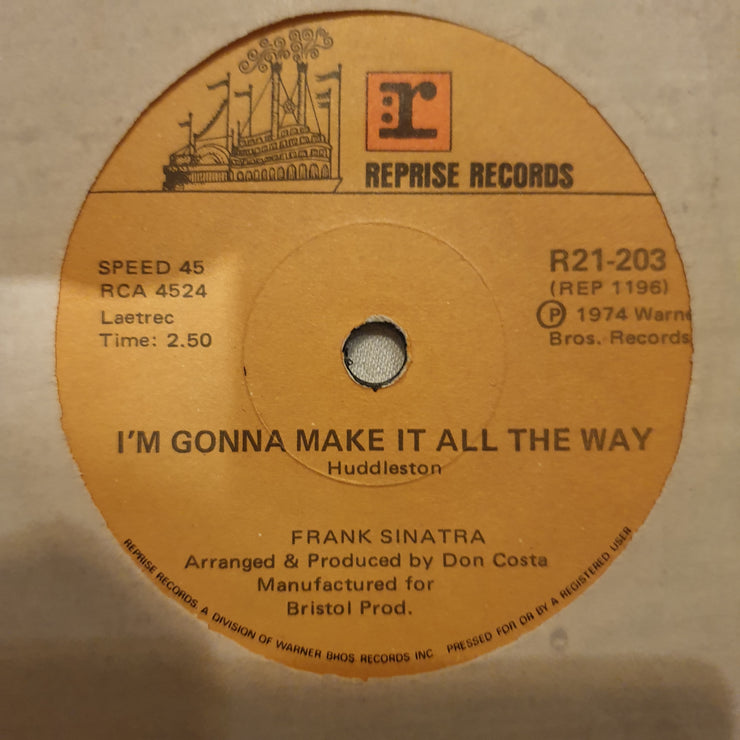 r
REPRISE RECORDS
SPEED 45
RCA 4524
Laetrec
Time: 2.50
R21-203
(REP 1196)
Ⓟ 1974 Warne
Bros. Records
I'M GONNA MAKE IT ALL THE WAY
Huddleston
FRANK SINATRA
Arranged & Produced by Don Costa
Manufactured for
Bristol Prod.
REPRISE RECORDS, A DIVISION OF WARNER BROS RECORDS INC PRESSED FOR OR BY A REGISTERED USER